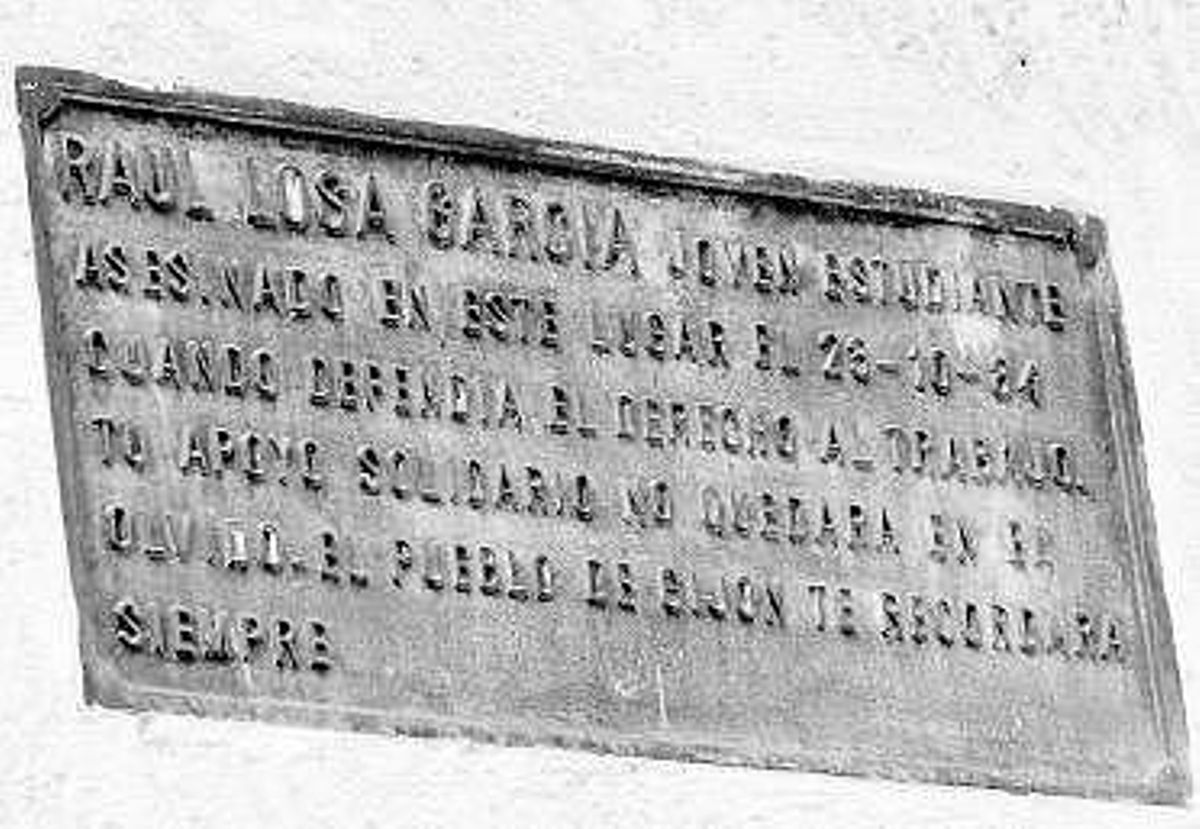 RAUL LOSA GARCIA JOVEN ESTUDIANTE
ASESINADO EN ESTE LUGAR EL 25-10-84
CUANDO DEFENDIA EL DERECHO AL TRABAJO.
TU APOYO SOLIDARIO NO QUEDARA EN EL
OLVIDO. EL PUEBLO DE GIJON TE RECORDARA
SIEMPRE